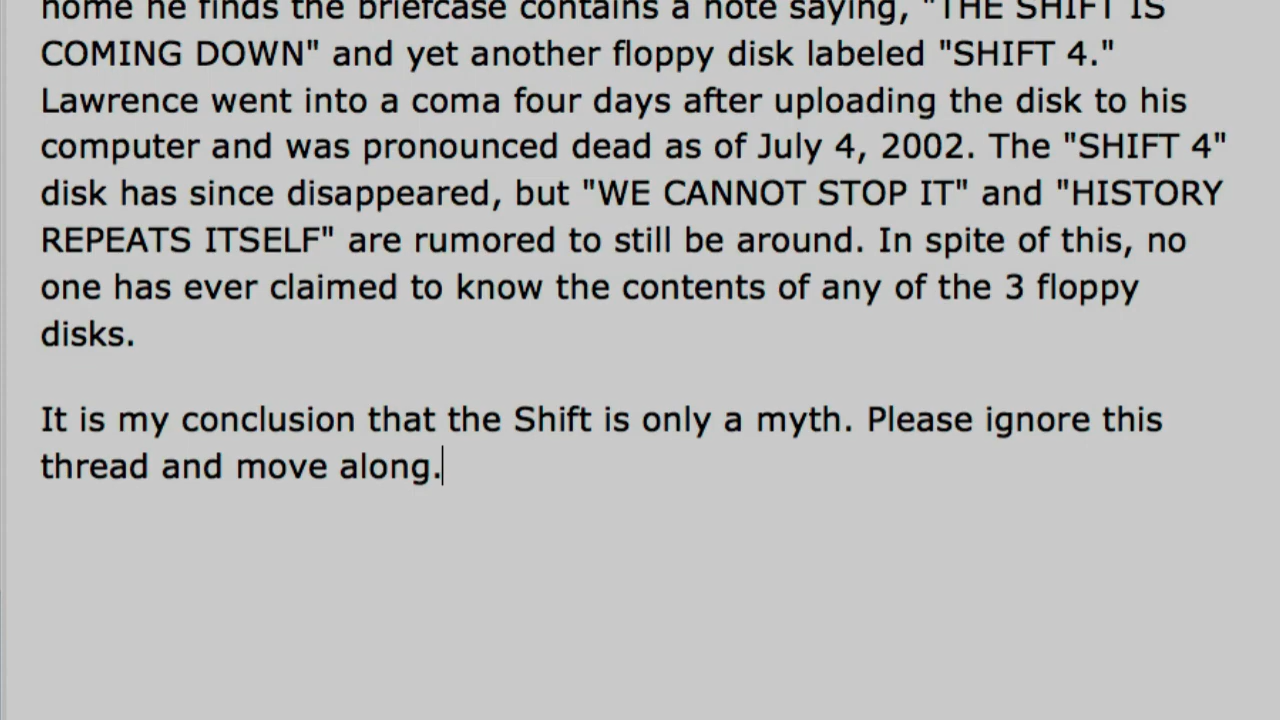 home he finds the briefcase contains a note saying, "THE SHIFT IS
COMING DOWN" and yet another floppy disk labeled "SHIFT 4."
Lawrence went into a coma four days after uploading the disk to his
computer and was pronounced dead as of July 4, 2002. The "SHIFT 4"
disk has since disappeared, but "WE CANNOT STOP IT" and "HISTORY
REPEATS ITSELF" are rumored to still be around. In spite of this, no
one has ever claimed to know the contents of any of the 3 floppy
disks.
It is my conclusion that the Shift is only a myth. Please ignore this
thread and move along.